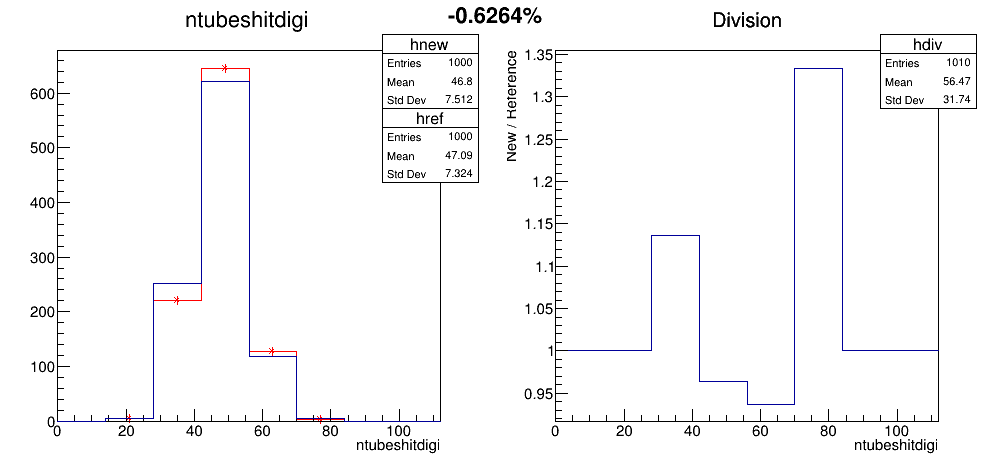 -0.6264%
ntubeshitdigi
hnew
Entries 1000
Mean 46.8
Std Dev 7.512
href
Entries 1000
Mean 47.09
Std Dev 7.324
600
500
400
300
200
100
0
0 20 40 60 80 100
ntubeshitdigi
Division
hdiv
Entries 1010
Mean 56.47
Std Dev 31.74
New / Reference
1.35
1.3
1.25
1.2
1.15
1.1
1.05
1
0.95
0 20 40 60 80 100
ntubeshitdigi